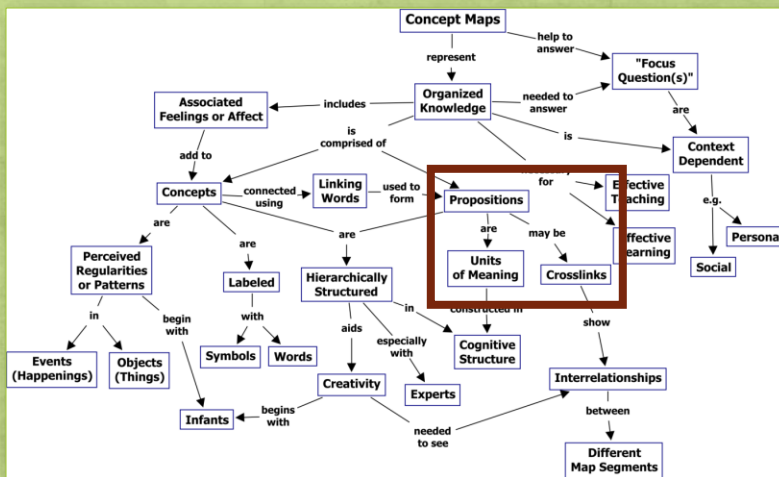 Concept Maps
help to
answer
represent
"Focus
Question(s)"
Organized
Knowledge
needed to
answer
includes
Associated
Feelings or Affect
are
is
Context
Dependent
is
comprised of
add to
Linking
Words
Concepts
connected
using
used to
form
Propositions
for
Effective
Teaching
e.g.
are
are
are
are
may be
Perceived
Regularities
or Patterns
Labeled
Hierarchically
Structured
Units
of Meaning
Crosslinks
Social
in
begin
with
with
aids
in
constructed in
show
especially
with
Events
(Happenings)
Objects
(Things)
Symbols
Words
Cognitive
Structure
Creativity
Experts
Interrelationships
Infants
begins
with
needed
to see
between
Different
Map Segments